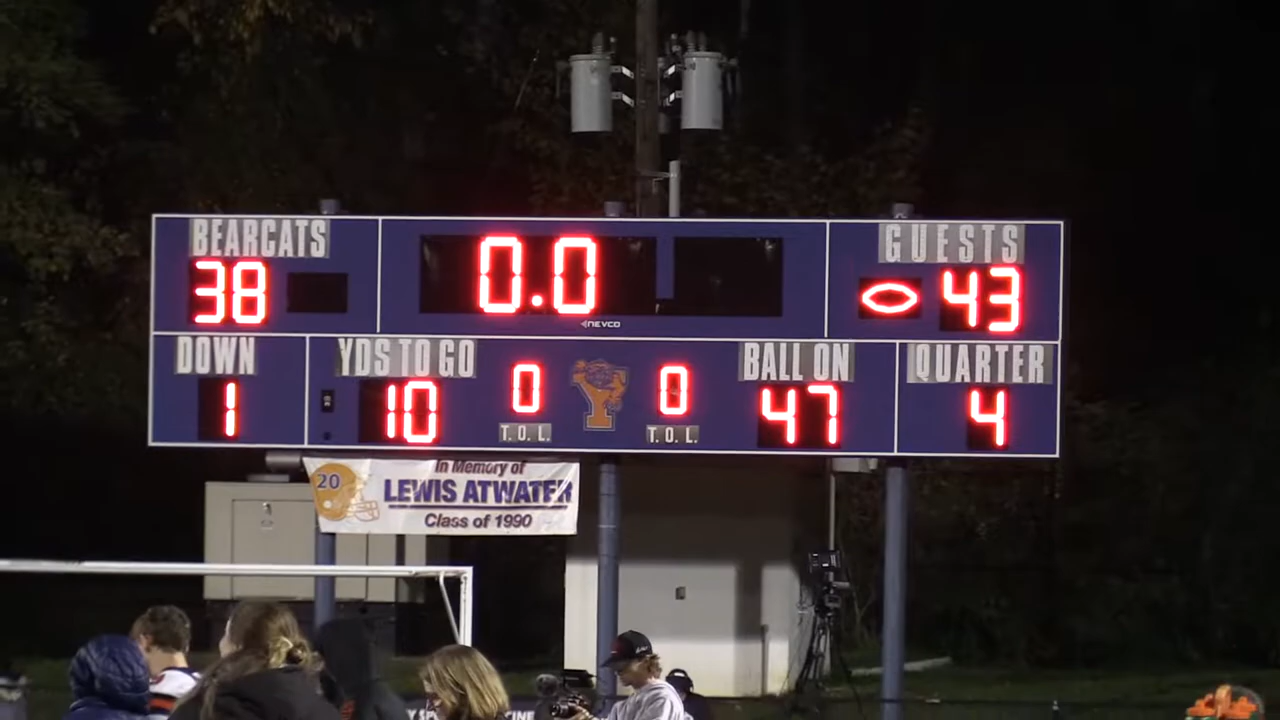 BEARCATS
38
0.0
GUESTS
43
NEVCO
DOWN
1
YDS TO GO
10
0
T.O.L.
Y
0
T.O.L.
BALL ON
47
QUARTER
4
20
In Memory of
LEWIS ATWATER
Class of 1990